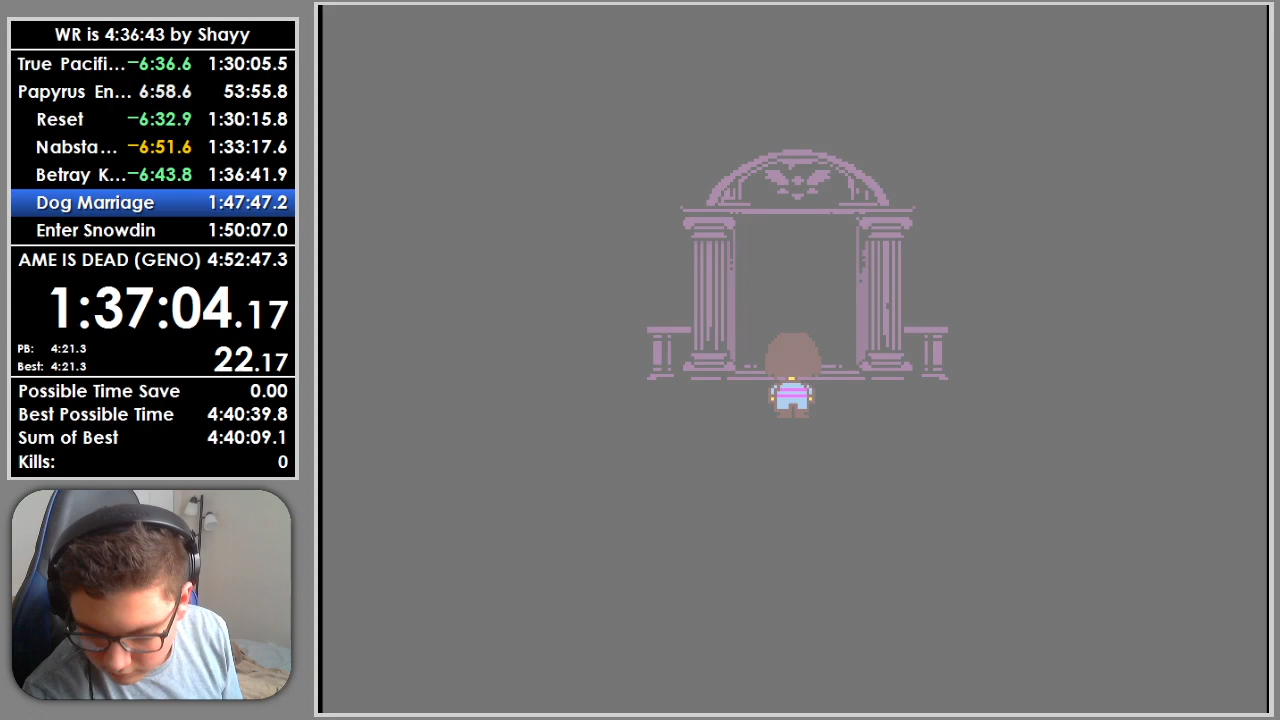 WR is 4:36:43 by Shayy
True Pacifi... −6:36.6 1:30:05.5
Papyrus En... 6:58.6 53:55.8
Reset −6:32.9 1:30:15.8
Nabsta... −6:51.6 1:33:17.6
Betray K... −6:43.8 1:36:41.9
Dog Marriage 1:47:47.2
Enter Snowdin 1:50:07.0
AME IS DEAD (GENO) 4:52:47.3
1:37:04.17
PB: 4:21.3
Best: 4:21.3
22.17
Possible Time Save 0.00
Best Possible Time 4:40:39.8
Sum of Best 4:40:09.1
Kills: 0